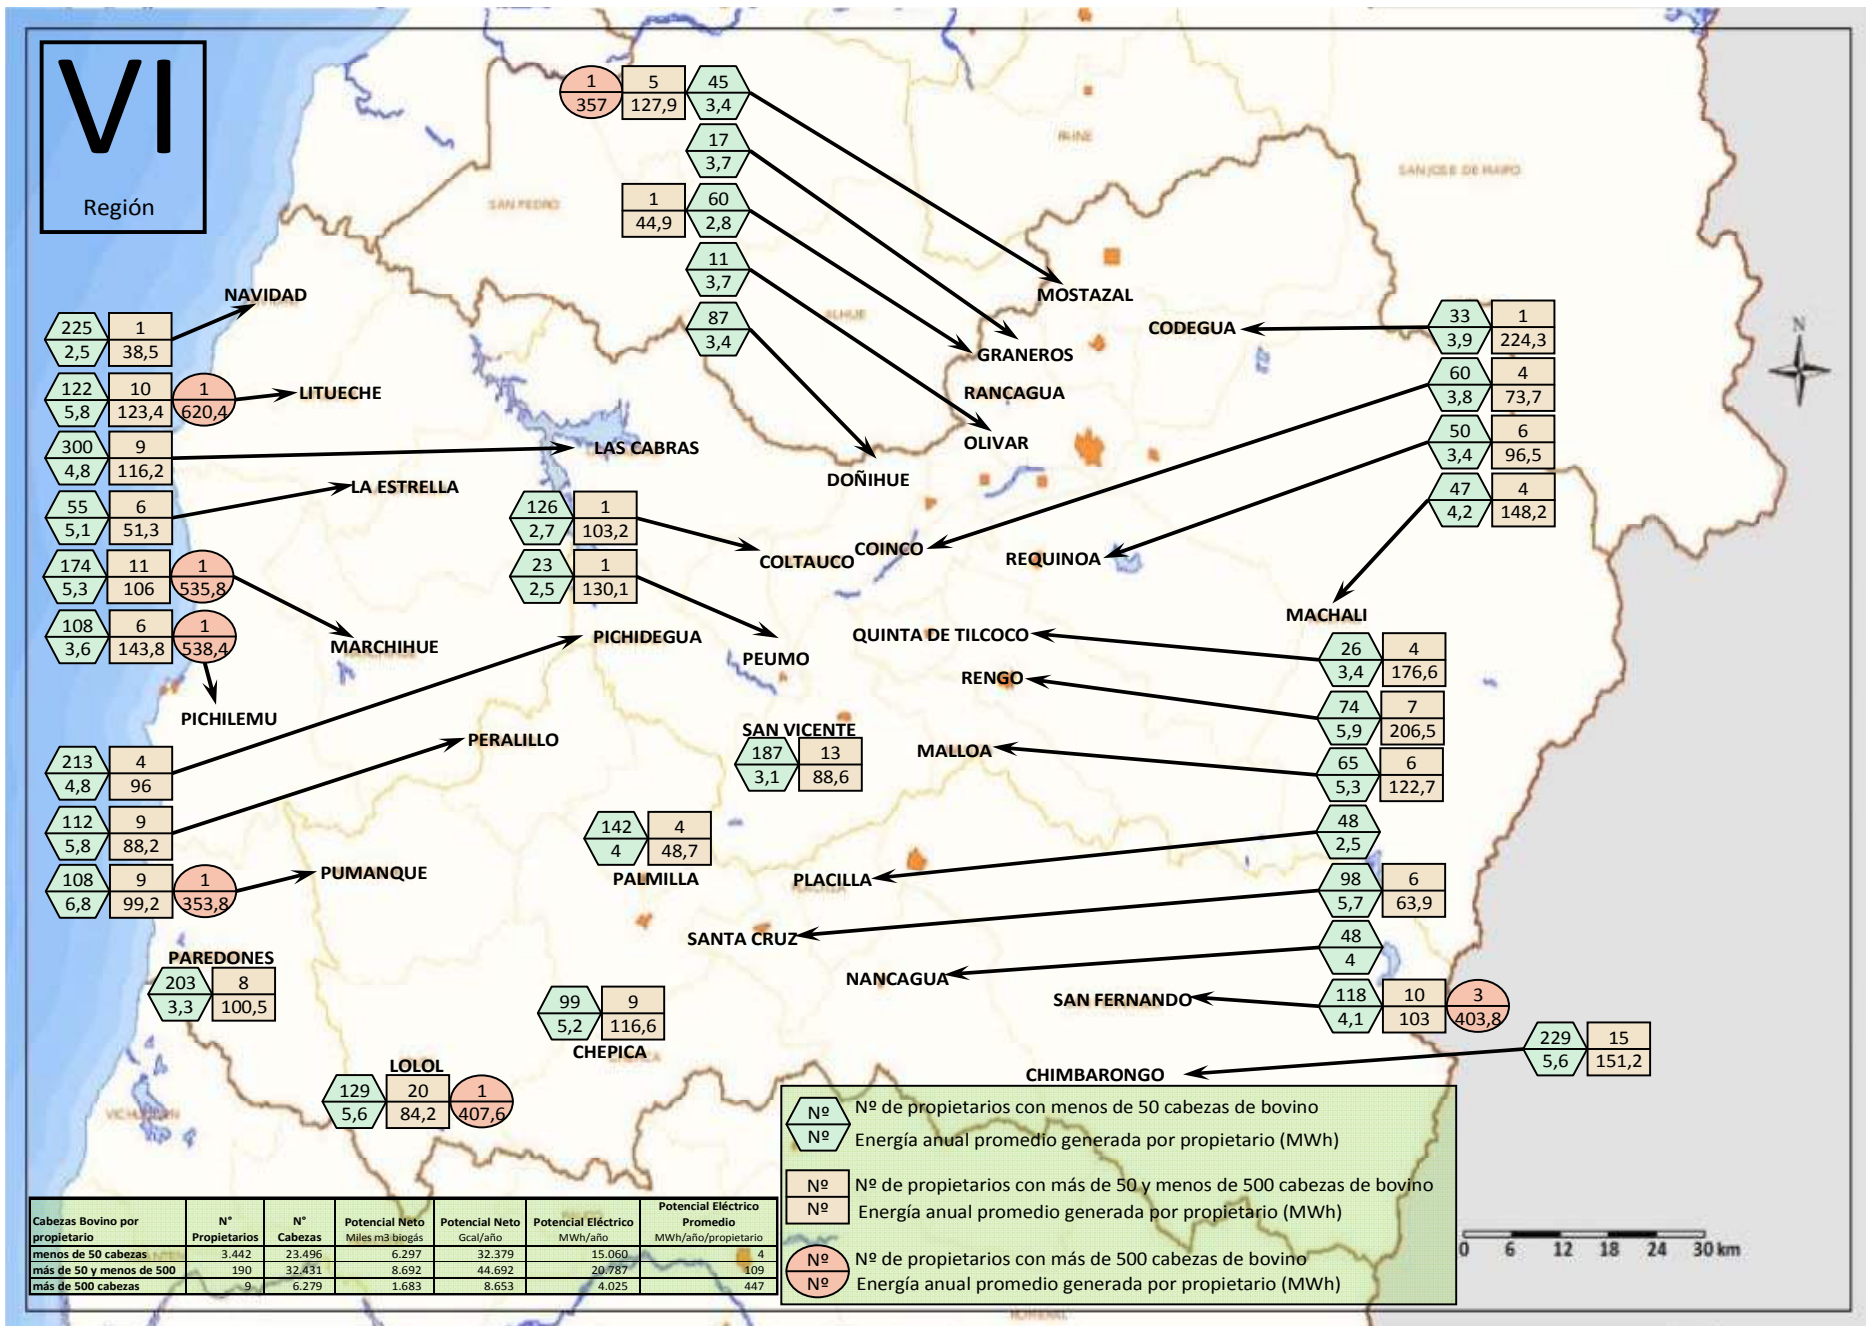 VI
Región
1 5 45
357 127,9 3,4
17
3,7
1 60
44,9 2,8
11
3,7
87
3,4
SAN PEDRO
PAINE
SAN JOSE DE MAIPO
ALHUE
N
NAVIDAD
225 1
2,5 38,5
122 10 1
5,8 123,4 620,4
LITUECHE
300 9
4,8 116,2
LAS CABRAS
55 6
5,1 51,3
LA ESTRELLA
174 11 1
5,3 106 535,8
MARCHIHUE
108 6 1
3,6 143,8 538,4
PICHILEMU
213 4
4,8 96
PICHIDEGUA
112 9
5,8 88,2
PERALILLO
108 9 1
6,8 99,2 353,8
PUMANQUE
MOSTAZAL
GRANEROS
RANCAGUA
OLIVAR
DOÑIHUE
126 1
2,7 103,2
COLTAUCO
23 1
2,5 130,1
PEUMO
CODEGUA
33 1
3,9 224,3
60 4
3,8 73,7
COINCO
50 6
3,4 96,5
REQUINOA
47 4
4,2 148,2
MACHALI
QUINTA DE TILCOCO
26 4
3,4 176,6
RENGO
74 7
5,9 206,5
MALLOA
65 6
5,3 122,7
SAN VICENTE
187 13
3,1 88,6
142 4
4 48,7
PALMILLA
PLACILLA
48
2,5
SANTA CRUZ
98 6
5,7 63,9
NANCAGUA
48
4
SAN FERNANDO
118 10 3
4,1 103 403,8
CHIMBARONGO
229 15
5,6 151,2
PAREDONES
203 8
3,3 100,5
99 9
5,2 116,6
CHEPICA
LOLOL
129 20 1
5,6 84,2 407,6
Nº Nº de propietarios con menos de 50 cabezas de bovino
Nº Energía anual promedio generada por propietario (MWh)
Nº Nº de propietarios con más de 50 y menos de 500 cabezas de bovino
Nº Energía anual promedio generada por propietario (MWh)
Nº Nº de propietarios con más de 500 cabezas de bovino
Nº Energía anual promedio generada por propietario (MWh)
Cabezas Bovino por propietario N° Propietarios N° Cabezas Potencial Neto Miles m3 biogás Potencial Neto Gcal/año Potencial Eléctrico MWh/año Potencial Eléctrico Promedio MWh/año/propietario
menos de 50 cabezas 3.442 23.496 6.297 32.379 15.060 4
más de 50 y menos de 500 190 32.431 8.692 44.692 20.787 109
más de 500 cabezas 9 6.279 1.683 8.653 4.025 447
0 6 12 18 24 30 km